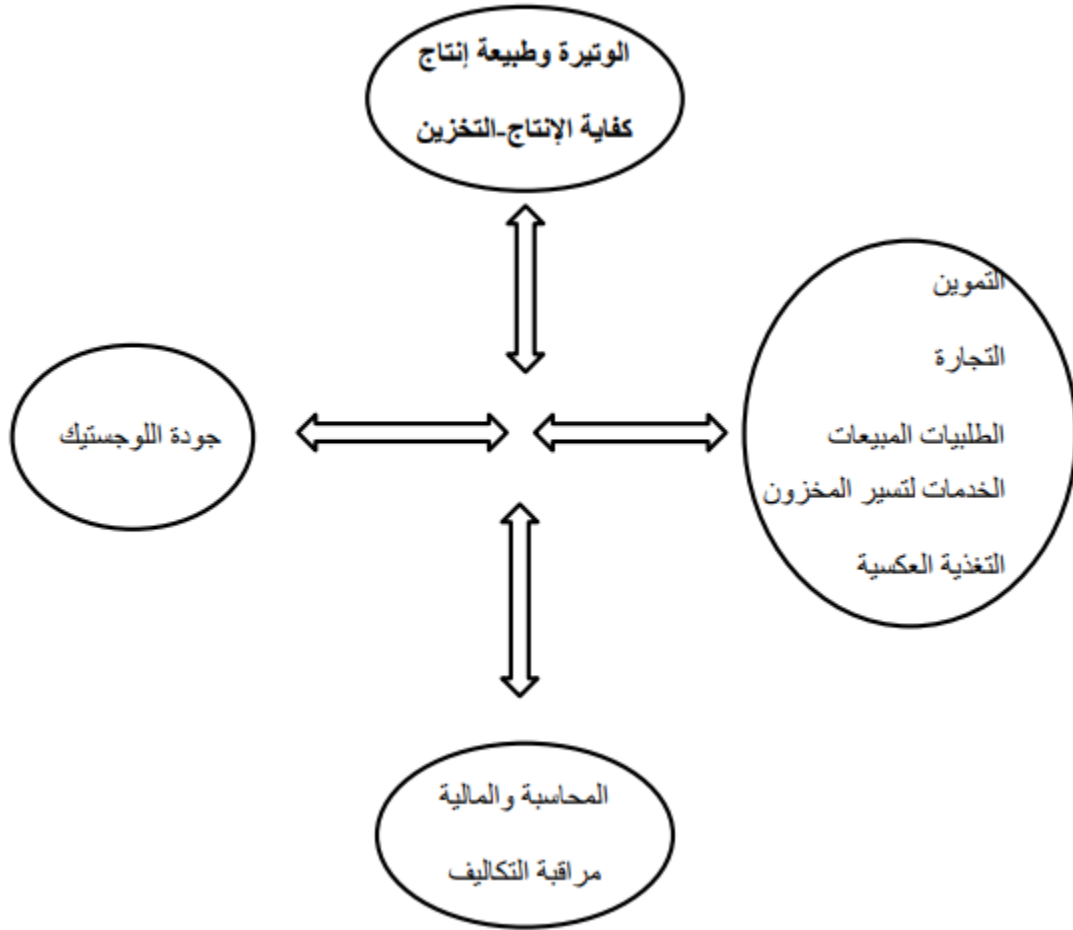 الوتيرة وطبيعة إنتاج
كفاية الإنتاج-التخزين
التموين
التجارة
الطلبيات المبيعات
الخدمات لتسير المخزون
التغذية العكسية
جودة اللوجستيك
المحاسبة والمالية
مراقبة التكاليف